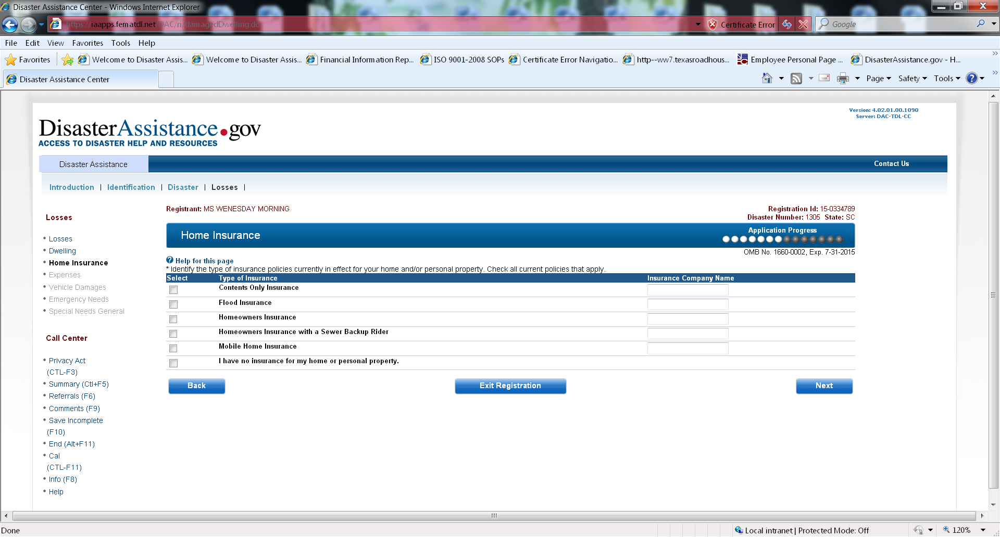 Disaster Assistance Center - Windows Internet Explorer
https://iaapps.fematdl.net/DAC/ri/damagedDwelling.do
Certificate Error
Google
File Edit View Favorites Tools Help
Favorites Welcome to Disaster Assis... Welcome to Disaster Assis... Financial Information Rep... ISO 9001-2008 SOPs Certificate Error Navigatio... http--ww7.texasroadhous... Employee Personal Page ... DisasterAssistance.gov - H...
Disaster Assistance Center
Page Safety Tools
Version: 4.02.01.00.1090
Server: DAC-TDL-CC
DisasterAssistance.gov
ACCESS TO DISASTER HELP AND RESOURCES
Disaster Assistance
Contact Us
Introduction | Identification | Disaster | Losses |
Registrant: MS WENESDAY MORNING
Registration Id: 15-0334789
Disaster Number: 1305 State: SC
Losses
Losses
Dwelling
Home Insurance
Expenses
Vehicle Damages
Emergency Needs
Special Needs General
Call Center
Privacy Act
(CTL-F3)
Summary (Ctl+F5)
Referrals (F6)
Comments (F9)
Save Incomplete
(F10)
End (Alt+F11)
Cal
(CTL-F11)
Info (F8)
Help
Home Insurance
Application Progress
OMB No. 1660-0002, Exp. 7-31-2015
Help for this page
* Identify the type of insurance policies currently in effect for your home and/or personal property. Check all current policies that apply.
Select Type of Insurance Insurance Company Name
Contents Only Insurance
Flood Insurance
Homeowners Insurance
Homeowners Insurance with a Sewer Backup Rider
Mobile Home Insurance
I have no insurance for my home or personal property.
Back Exit Registration Next
Done
Local intranet | Protected Mode: Off
120%